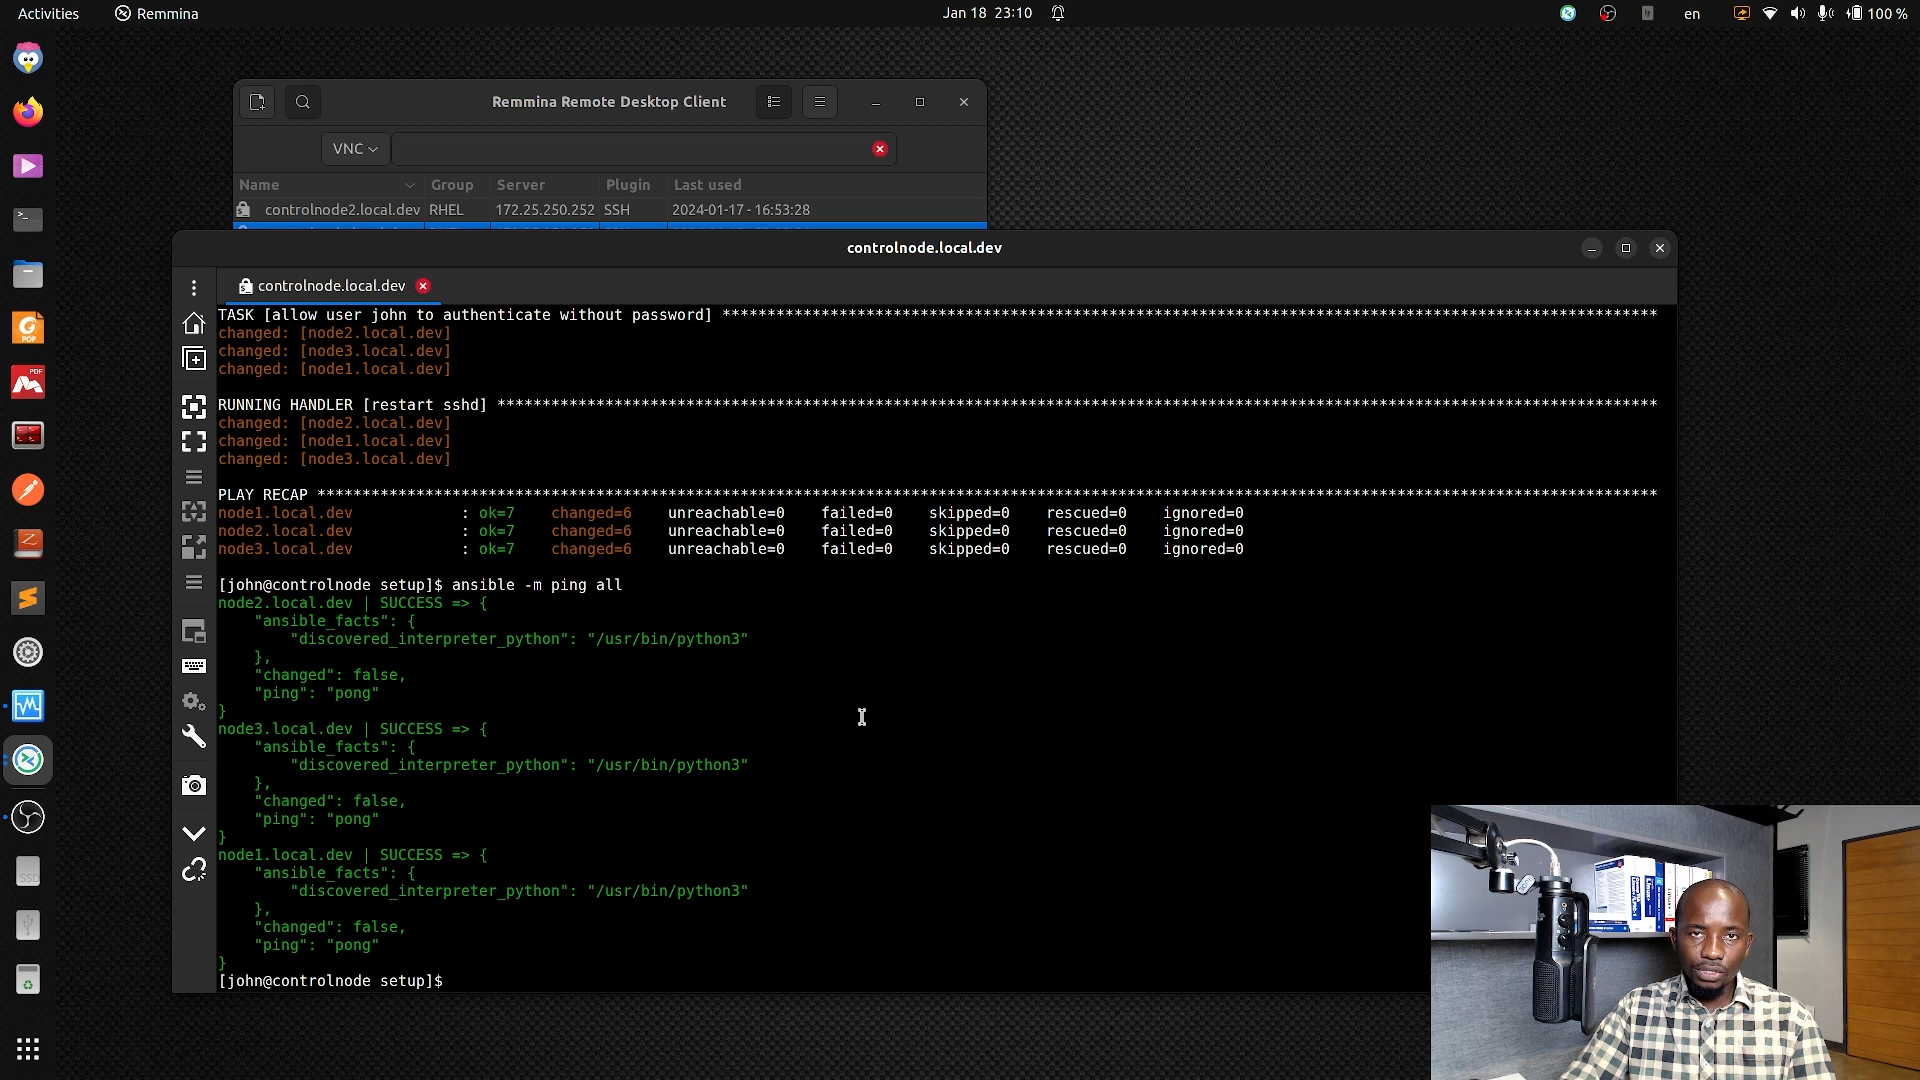 Activities
Remmina
Jan 18 23:10
en
100 %
Remmina Remote Desktop Client
VNC
Name Group Server Plugin Last used
controlnode2.local.dev RHEL 172.25.250.252 SSH 2024-01-17 - 16:53:28
controlnode.local.dev
controlnode.local.dev
TASK [allow user john to authenticate without password] ********************************************************************************************************
changed: [node2.local.dev]
changed: [node3.local.dev]
changed: [node1.local.dev]
RUNNING HANDLER [restart sshd] *********************************************************************************************************************************
changed: [node2.local.dev]
changed: [node1.local.dev]
changed: [node3.local.dev]
PLAY RECAP *****************************************************************************************************************************************************
node1.local.dev : ok=7 changed=6 unreachable=0 failed=0 skipped=0 rescued=0 ignored=0
node2.local.dev : ok=7 changed=6 unreachable=0 failed=0 skipped=0 rescued=0 ignored=0
node3.local.dev : ok=7 changed=6 unreachable=0 failed=0 skipped=0 rescued=0 ignored=0
[john@controlnode setup]$ ansible -m ping all
node2.local.dev | SUCCESS => {
"ansible_facts": {
"discovered_interpreter_python": "/usr/bin/python3"
},
"changed": false,
"ping": "pong"
}
node3.local.dev | SUCCESS => {
"ansible_facts": {
"discovered_interpreter_python": "/usr/bin/python3"
},
"changed": false,
"ping": "pong"
}
node1.local.dev | SUCCESS => {
"ansible_facts": {
"discovered_interpreter_python": "/usr/bin/python3"
},
"changed": false,
"ping": "pong"
}
[john@controlnode setup]$
PDF
PDF
SSD